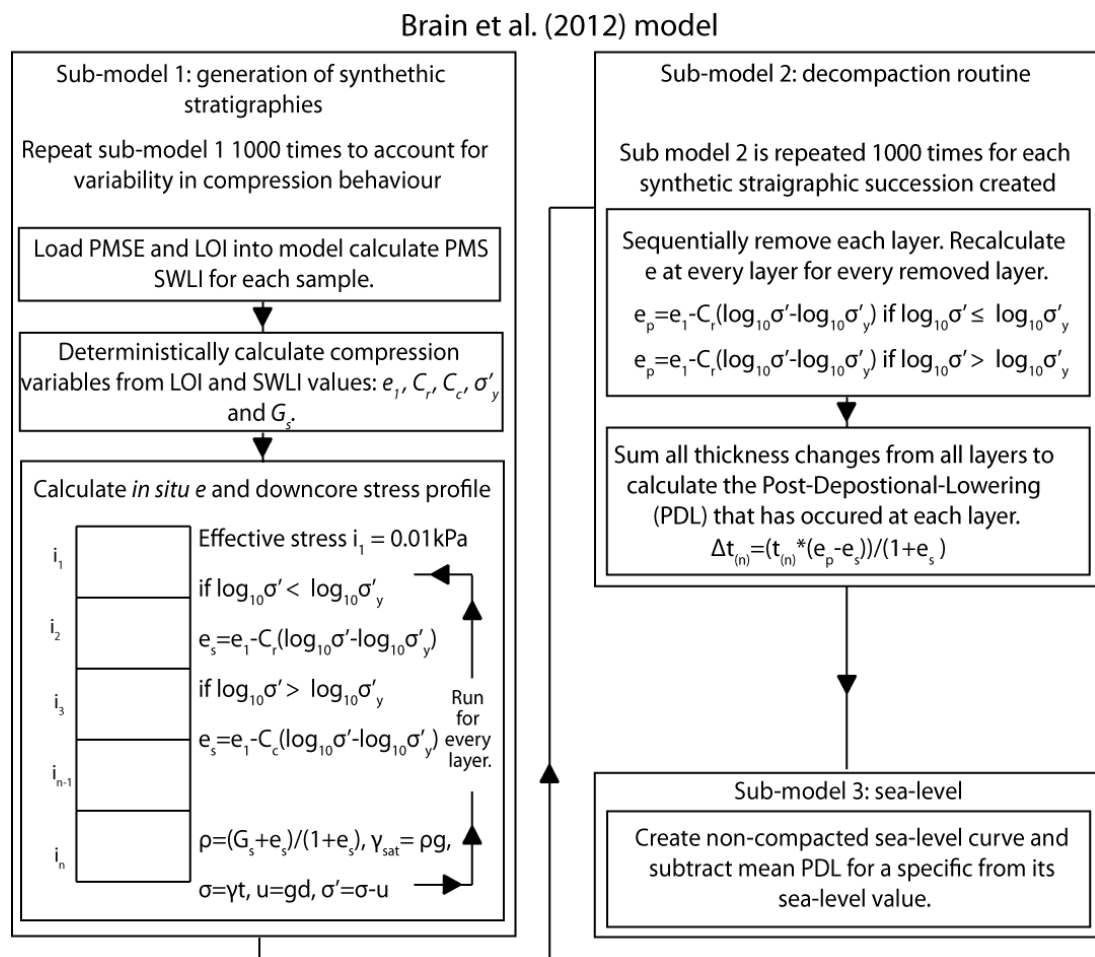 Brain et al. (2012) model
Sub-model 1: generation of synthethic
stratigraphies
Repeat sub-model 1 1000 times to account for
variability in compression behaviour
Load PMSE and LOI into model calculate PMS
SWLI for each sample.
Deterministically calculate compression
variables from LOI and SWLI values: e₁, Cᵣ, C꜀, σ'ᵧ
and Gₛ.
Calculate in situ e and downcore stress profile
i₁
i₂
i₃
iₙ₋₁
iₙ
Effective stress i₁ = 0.01kPa
if log₁₀σ' < log₁₀σ'ᵧ
eₛ=e₁-Cᵣ(log₁₀σ'-log₁₀σ'ᵧ)
if log₁₀σ' > log₁₀σ'ᵧ
eₛ=e₁-C꜀(log₁₀σ'-log₁₀σ'ᵧ)
Run
for
every
layer.
ρ=(Gₛ+eₛ)/(1+eₛ), γsat= ρg,
σ=γt, u=gd, σ'=σ-u
Sub-model 2: decompaction routine
Sub model 2 is repeated 1000 times for each
synthetic straigraphic succession created
Sequentially remove each layer. Recalculate
e at every layer for every removed layer.
eₚ=e₁-Cᵣ(log₁₀σ'-log₁₀σ'ᵧ) if log₁₀σ' ≤ log₁₀σ'ᵧ
eₚ=e₁-Cᵣ(log₁₀σ'-log₁₀σ'ᵧ) if log₁₀σ' > log₁₀σ'ᵧ
Sum all thickness changes from all layers to
calculate the Post-Depostional-Lowering
(PDL) that has occured at each layer.
Δt₍ₙ₎=(t₍ₙ₎*(eₚ-eₛ))/(1+eₛ )
Sub-model 3: sea-level
Create non-compacted sea-level curve and
subtract mean PDL for a specific from its
sea-level value.